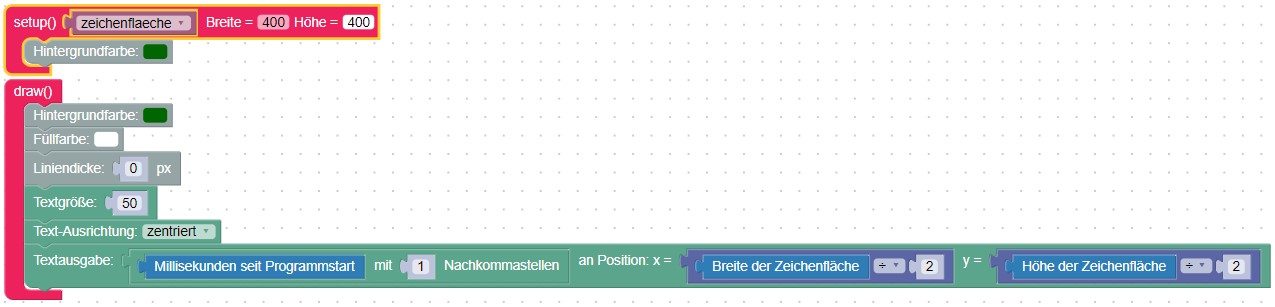 setup() zeichenflaeche Breite = 400 Höhe = 400
Hintergrundfarbe:
draw()
Hintergrundfarbe:
Füllfarbe:
Liniendicke: 0 px
Textgröße: 50
Text-Ausrichtung: zentriert
Textausgabe: Millisekunden seit Programmstart mit 1 Nachkommastellen an Position: x = Breite der Zeichenfläche ÷ 2 y = Höhe der Zeichenfläche ÷ 2